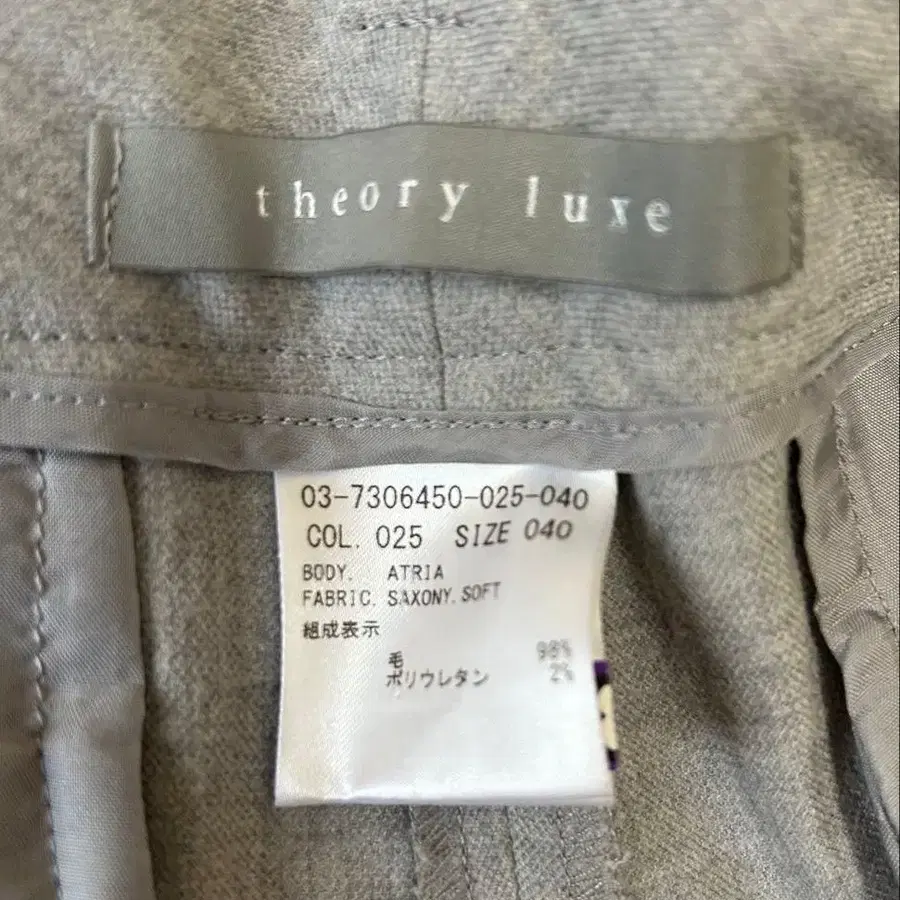 theory luxe
03-7306450-025-040
COL. 025 SIZE 040
BODY. ATRIA
FABRIC. SAXONY.SOFT
組成表示
毛 98%
ポリウレタン 2%